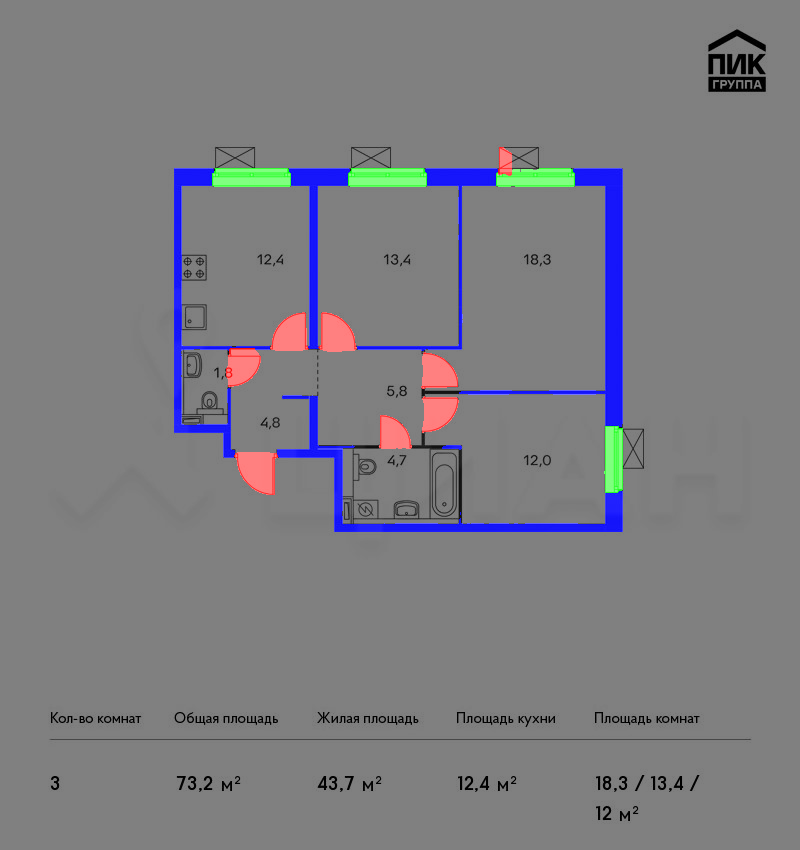 ПИК
ГРУППА
12,4
13,4
18,3
1,8
5,8
4,8
4,7
12,0
Кол-во комнат Общая площадь Жилая площадь Площадь кухни Площадь комнат
3 73,2 м² 43,7 м² 12,4 м² 18,3 / 13,4 /
12 м²